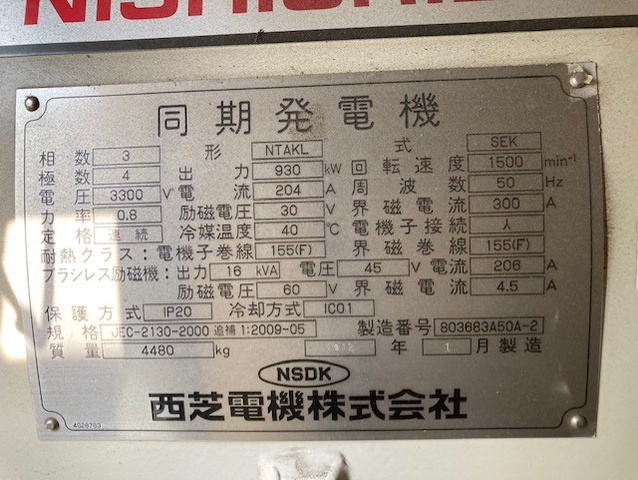 同期発電機
相数 3 形 NTAKL 式 SEK
極数 4 出力 930 kW 回転速度 1500 min⁻¹
電圧 3300 V 電流 204 A 周波数 50 Hz
力率 0.8 励磁電圧 30 V 界磁電流 300 A
定格 連続 冷媒温度 40 ℃ 電機子接続 人
耐熱クラス：電機子巻線 155(F) 界磁巻線 155(F)
ブラシレス励磁機：出力 16 kVA 電圧 45 V 電流 206 A
励磁電圧 60 V 界磁電流 4.5 A
保護方式 IP20 冷却方式 IC01
規格 JEC-2130-2000 追補1:2009-05 製造番号 803683A50A-2
質量 4480 kg 年 1 月製造
NSDK
西芝電機株式会社
4S26763